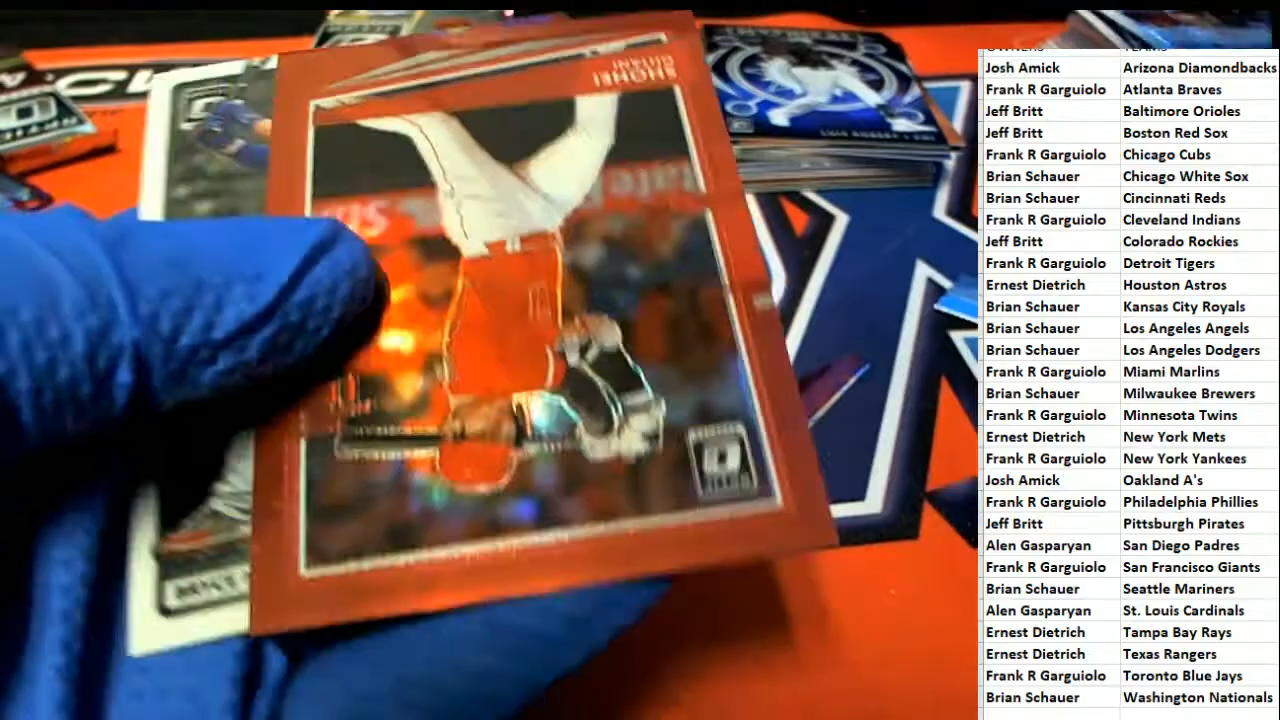 SHOHEI
OHTANI
OWNERS TEAMS
Josh Amick Arizona Diamondbacks
Frank R Garguiolo Atlanta Braves
Jeff Britt Baltimore Orioles
Jeff Britt Boston Red Sox
Frank R Garguiolo Chicago Cubs
Brian Schauer Chicago White Sox
Brian Schauer Cincinnati Reds
Frank R Garguiolo Cleveland Indians
Jeff Britt Colorado Rockies
Frank R Garguiolo Detroit Tigers
Ernest Dietrich Houston Astros
Brian Schauer Kansas City Royals
Brian Schauer Los Angeles Angels
Brian Schauer Los Angeles Dodgers
Frank R Garguiolo Miami Marlins
Brian Schauer Milwaukee Brewers
Frank R Garguiolo Minnesota Twins
Ernest Dietrich New York Mets
Frank R Garguiolo New York Yankees
Josh Amick Oakland A's
Frank R Garguiolo Philadelphia Phillies
Jeff Britt Pittsburgh Pirates
Alen Gasparyan San Diego Padres
Frank R Garguiolo San Francisco Giants
Brian Schauer Seattle Mariners
Alen Gasparyan St. Louis Cardinals
Ernest Dietrich Tampa Bay Rays
Ernest Dietrich Texas Rangers
Frank R Garguiolo Toronto Blue Jays
Brian Schauer Washington Nationals